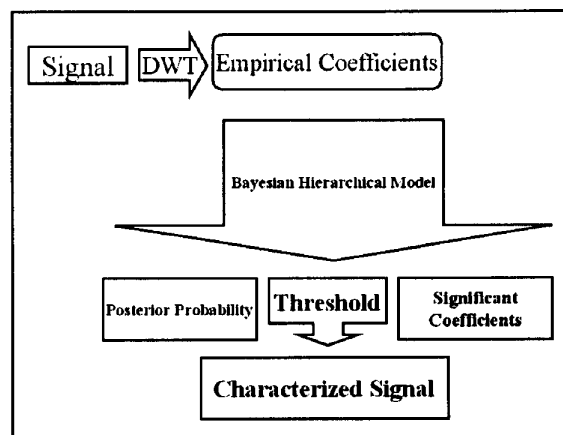 Signal DWT Empirical Coefficients
Bayesian Hierarchical Model
Posterior Probability Threshold Significant
Coefficients
Characterized Signal